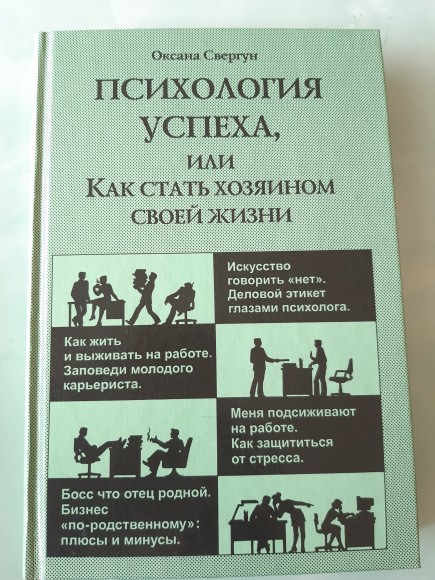 Оксана Свергун
ПСИХОЛОГИЯ
УСПЕХА,
ИЛИ
КАК СТАТЬ ХОЗЯИНОМ
СВОЕЙ ЖИЗНИ
Искусство
говорить «нет».
Деловой этикет
глазами психолога.
Как жить
и выживать на работе.
Заповеди молодого
карьериста.
Меня подсиживают
на работе.
Как защититься
от стресса.
Босс что отец родной.
Бизнес
«по-родственному»:
плюсы и минусы.